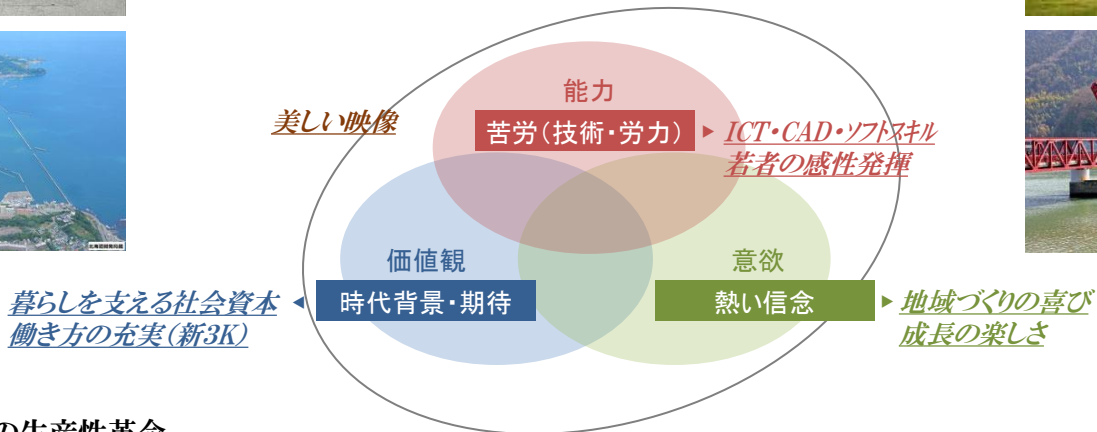 能力
美しい映像
苦労(技術・労力)
ICT・CAD・ソフトスキル
若者の感性発揮
価値観
意欲
時代背景・期待
熱い信念
暮らしを支える社会資本
働き方の充実(新3K)
地域づくりの喜び
成長の楽しさ
の生産性革命